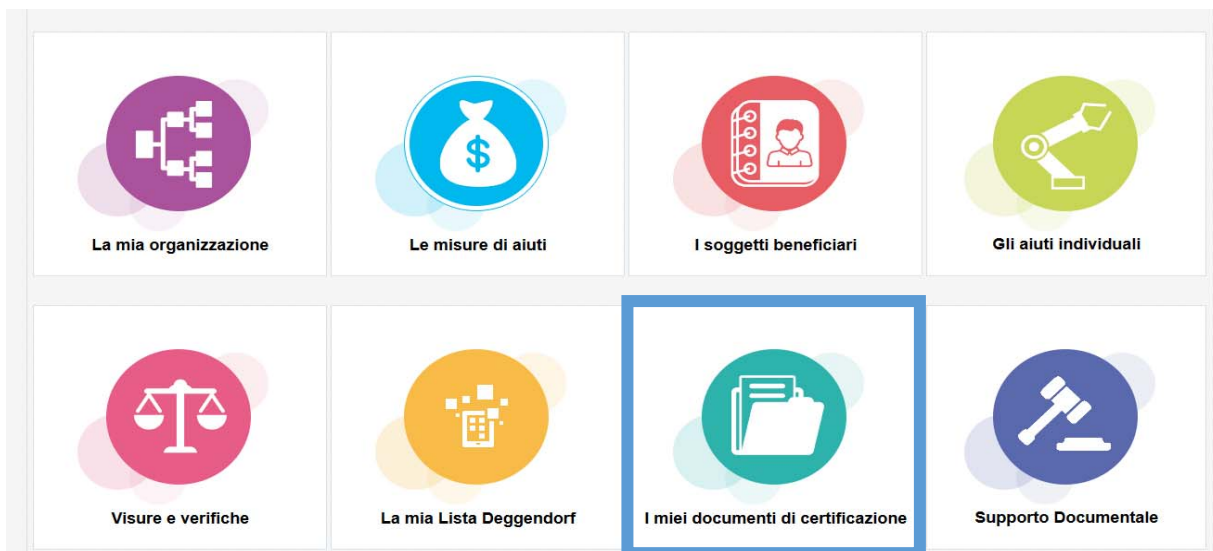 La mia organizzazione
Le misure di aiuti
I soggetti beneficiari
Gli aiuti individuali
Visure e verifiche
La mia Lista Deggendorf
I miei documenti di certificazione
Supporto Documentale